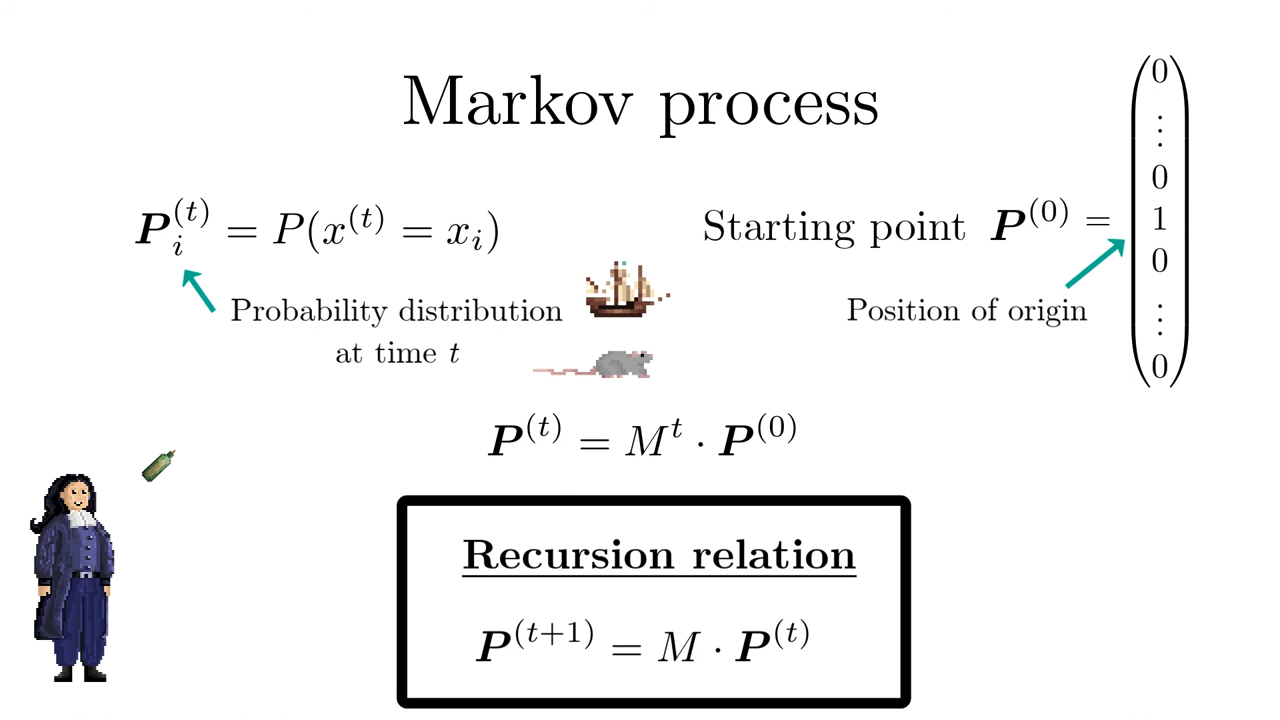 Markov process
P_i^(t) = P(x^(t) = x_i)
Probability distribution
at time t
Starting point P^(0) =
0
⋮
0
1
0
⋮
0
Position of origin
P^(t) = M^t · P^(0)
Recursion relation
P^(t+1) = M · P^(t)